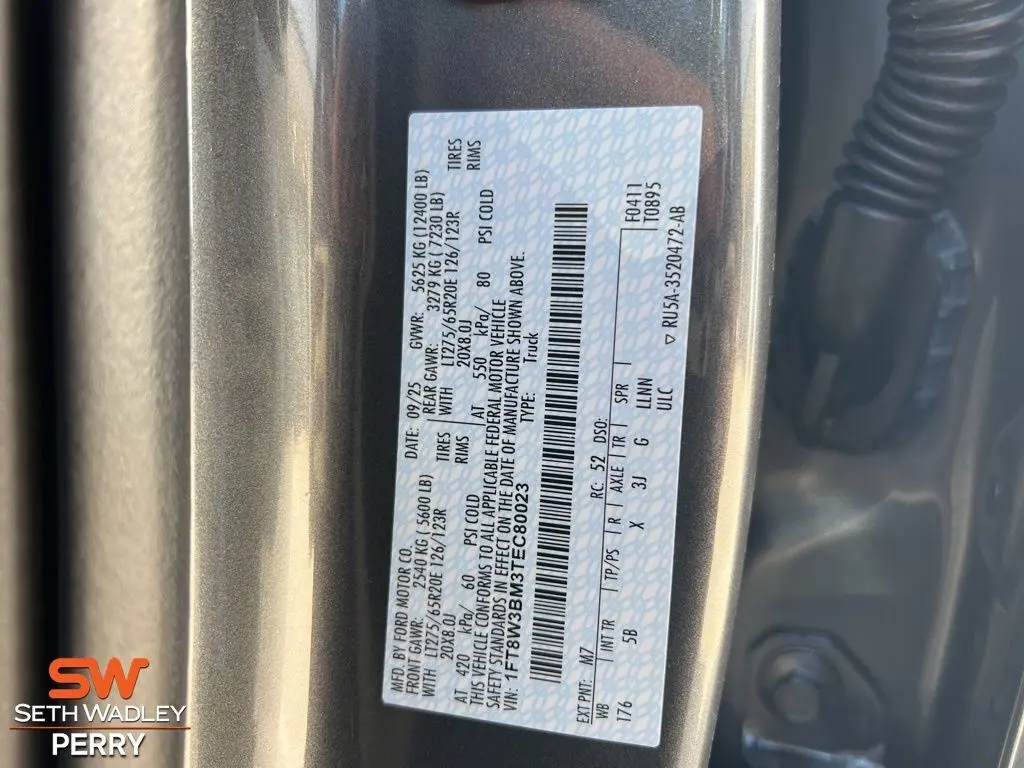 MFD. BY FORD MOTOR CO.
DATE: 09/25 GVWR: 5625 KG (12400 LB)
FRONT GAWR: 2540 KG ( 5600 LB) REAR GAWR: 3279 KG ( 7230 LB)
WITH LT275/65R20E 126/123R TIRES WITH LT275/65R20E 126/123R TIRES
20X8.0J RIMS 20X8.0J RIMS
AT 420 kPa/ 60 PSI COLD AT 550 kPa/ 80 PSI COLD
THIS VEHICLE CONFORMS TO ALL APPLICABLE FEDERAL MOTOR VEHICLE
SAFETY STANDARDS IN EFFECT ON THE DATE OF MANUFACTURE SHOWN ABOVE.
VIN: 1FT8W3BM3TEC80023 TYPE: Truck
EXT PNT: M7 RC: 52 DSO: F0411
WB INT TR TP/PS R AXLE TR SPR T0895
176 5B X 3J G LLNN
ULC
▽ RU5A-3520472-AB
SW
SETH WADLEY
PERRY